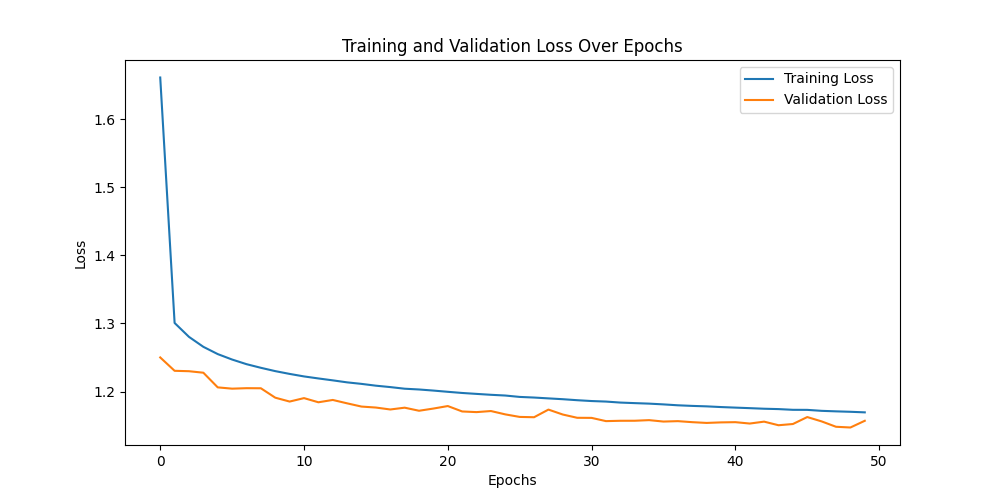 Training and Validation Loss Over Epochs
Training Loss
Validation Loss
1.6
1.5
1.4
1.3
1.2
Loss
0 10 20 30 40 50
Epochs